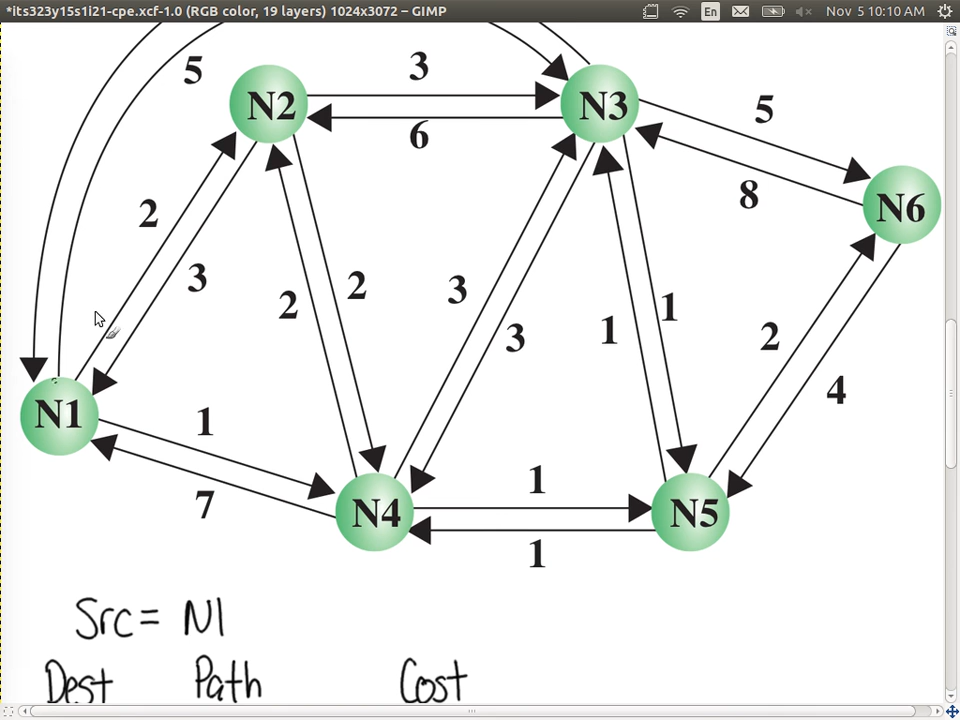 *its323y15s1i21-cpe.xcf-1.0 (RGB color, 19 layers) 1024x3072 – GIMP
En
Nov 5 10:10 AM
5
N2
3
6
N3
5
8
N6
2
3
2
2
3
3
1
1
2
4
N1
1
7
N4
1
1
N5
Src= N1
Dest Path Cost